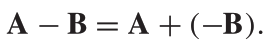 A − B = A + (−B).